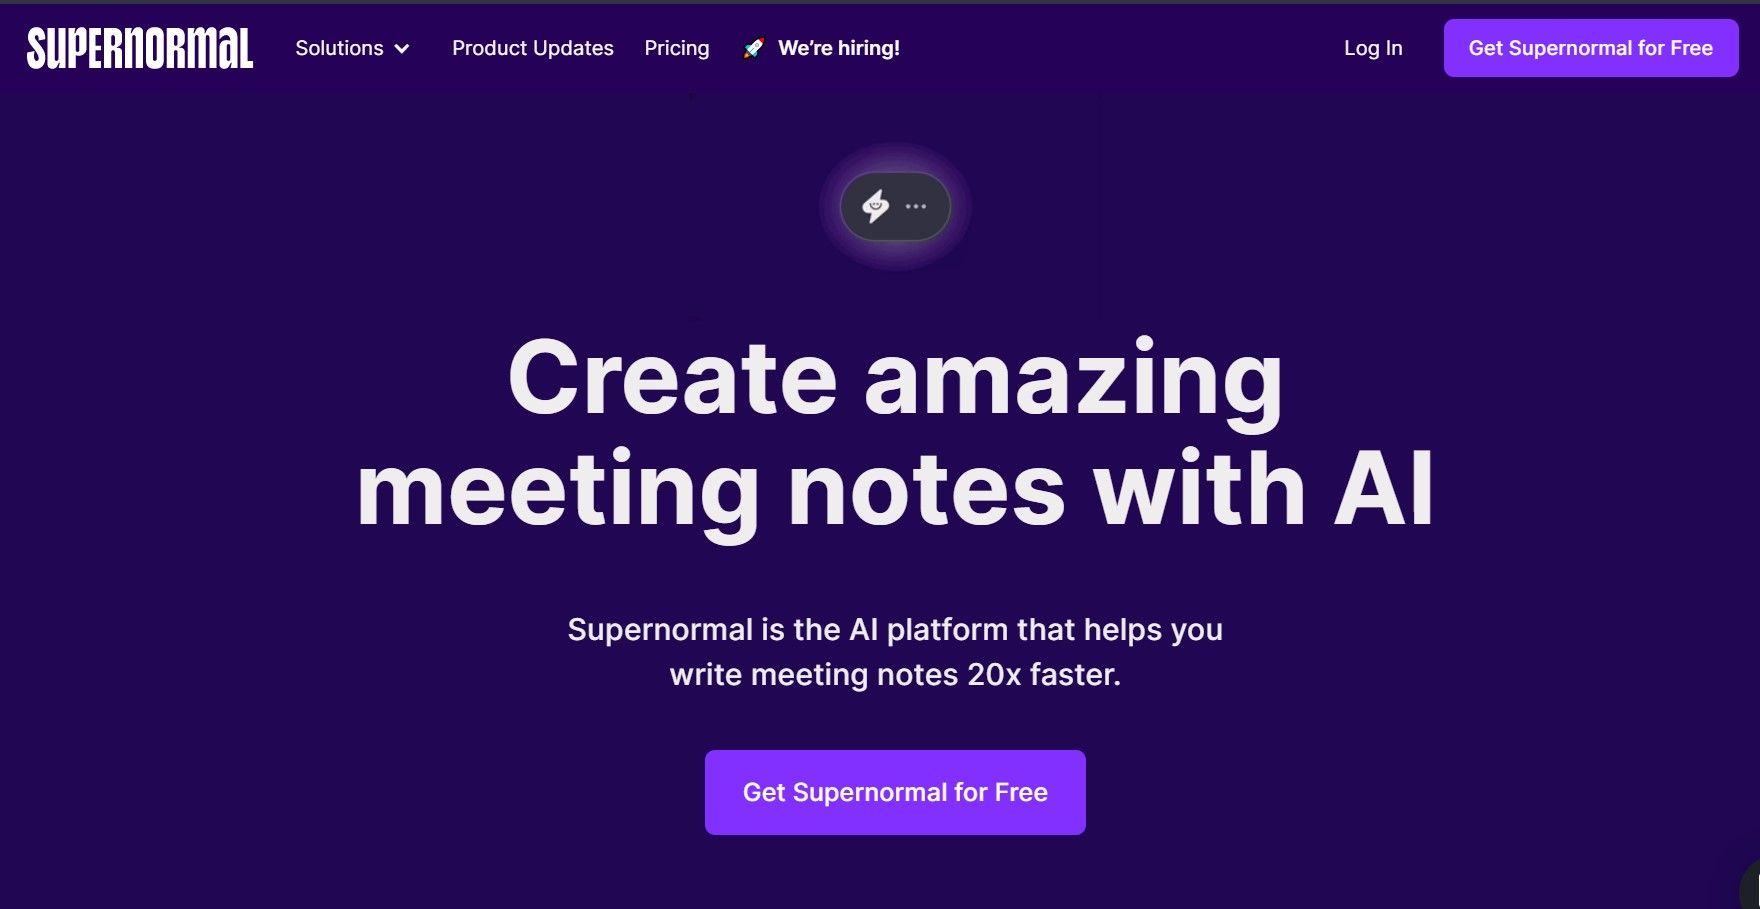 SUPERNORMAL
Solutions
Product Updates
Pricing
🚀 We’re hiring!
Log In
Get Supernormal for Free
Create amazing
meeting notes with AI
Supernormal is the AI platform that helps you
write meeting notes 20x faster.
Get Supernormal for Free